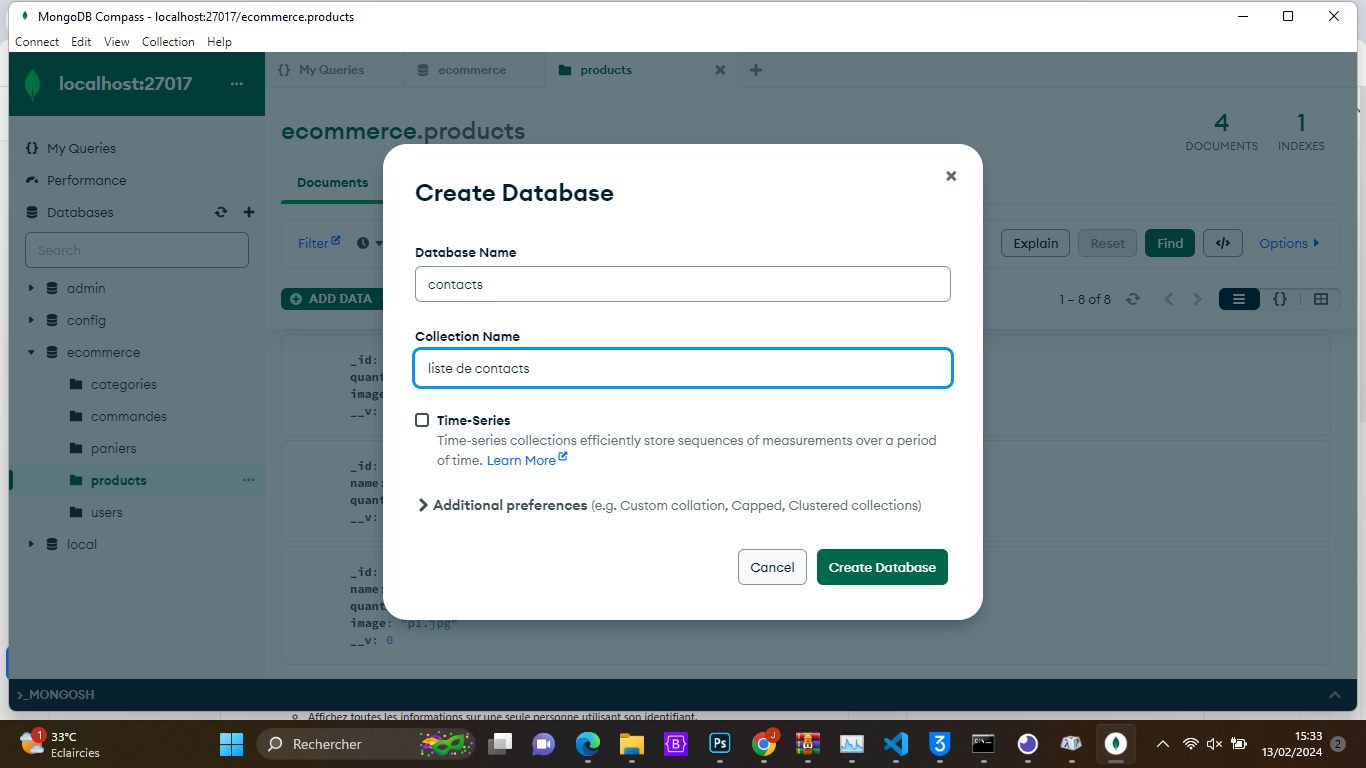 MongoDB Compass - localhost:27017/ecommerce.products
Connect Edit View Collection Help
localhost:27017
My Queries
Performance
Databases
Search
admin
config
ecommerce
categories
commandes
paniers
products
users
local
{} My Queries
ecommerce
products
ecommerce.products
4
DOCUMENTS
1
INDEXES
Documents
Filter
Explain
Reset
Find
</>
Options
ADD DATA
1 – 8 of 8
{}
_id:
quant
image
__v:
_id:
name:
quant
__v:
_id:
name:
quant
image: "p1.jpg"
__v: 0
Create Database
Database Name
contacts
Collection Name
liste de contacts
Time-Series
Time-series collections efficiently store sequences of measurements over a period
of time. Learn More
Additional preferences (e.g. Custom collation, Capped, Clustered collections)
Cancel
Create Database
>_MONGOSH
Affichez toutes les informations sur une seule personne utilisant son identifiant.
1
33°C
Eclaircies
Rechercher
{B}
Ps
J
3
15:33
13/02/2024
2